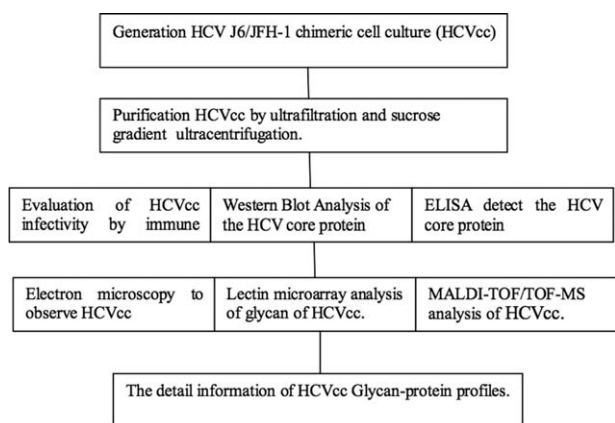 Generation HCV J6/JFH-1 chimeric cell culture (HCVcc)
Purification HCVcc by ultrafiltration and sucrose
gradient ultracentrifugation.
Evaluation of HCVcc
infectivity by immune
Western Blot Analysis of
the HCV core protein
ELISA detect the HCV
core protein
Electron microscopy to
observe HCVcc
Lectin microarray analysis
of glycan of HCVcc.
MALDI-TOF/TOF-MS
analysis of HCVcc.
The detail information of HCVcc Glycan-protein profiles.